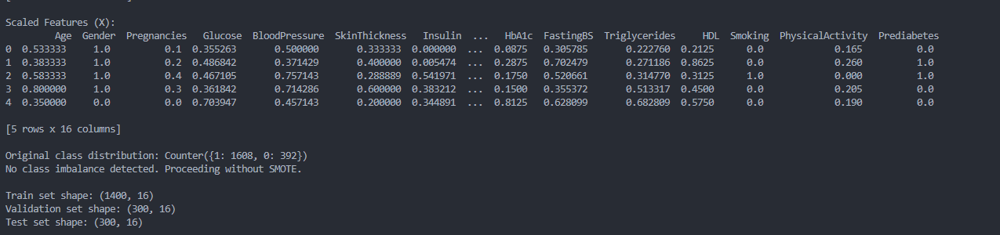 Scaled Features (X):
Age Gender Pregnancies Glucose BloodPressure SkinThickness Insulin ... HbA1c FastingBS Triglycerides HDL Smoking PhysicalActivity Prediabetes
0 0.533333 1.0 0.1 0.355263 0.500000 0.333333 0.000000 ... 0.0875 0.305785 0.222760 0.2125 0.0 0.165 0.0
1 0.383333 1.0 0.2 0.486842 0.371429 0.400000 0.005474 ... 0.2875 0.702479 0.271186 0.8625 0.0 0.260 1.0
2 0.583333 1.0 0.4 0.467105 0.757143 0.288889 0.541971 ... 0.1750 0.520661 0.314770 0.3125 1.0 0.000 1.0
3 0.800000 1.0 0.3 0.361842 0.714286 0.600000 0.383212 ... 0.1500 0.355372 0.513317 0.4500 0.0 0.205 0.0
4 0.350000 0.0 0.0 0.703947 0.457143 0.200000 0.344891 ... 0.8125 0.628099 0.682809 0.5750 0.0 0.190 0.0
[5 rows x 16 columns]
Original class distribution: Counter({1: 1608, 0: 392})
No class imbalance detected. Proceeding without SMOTE.
Train set shape: (1400, 16)
Validation set shape: (300, 16)
Test set shape: (300, 16)